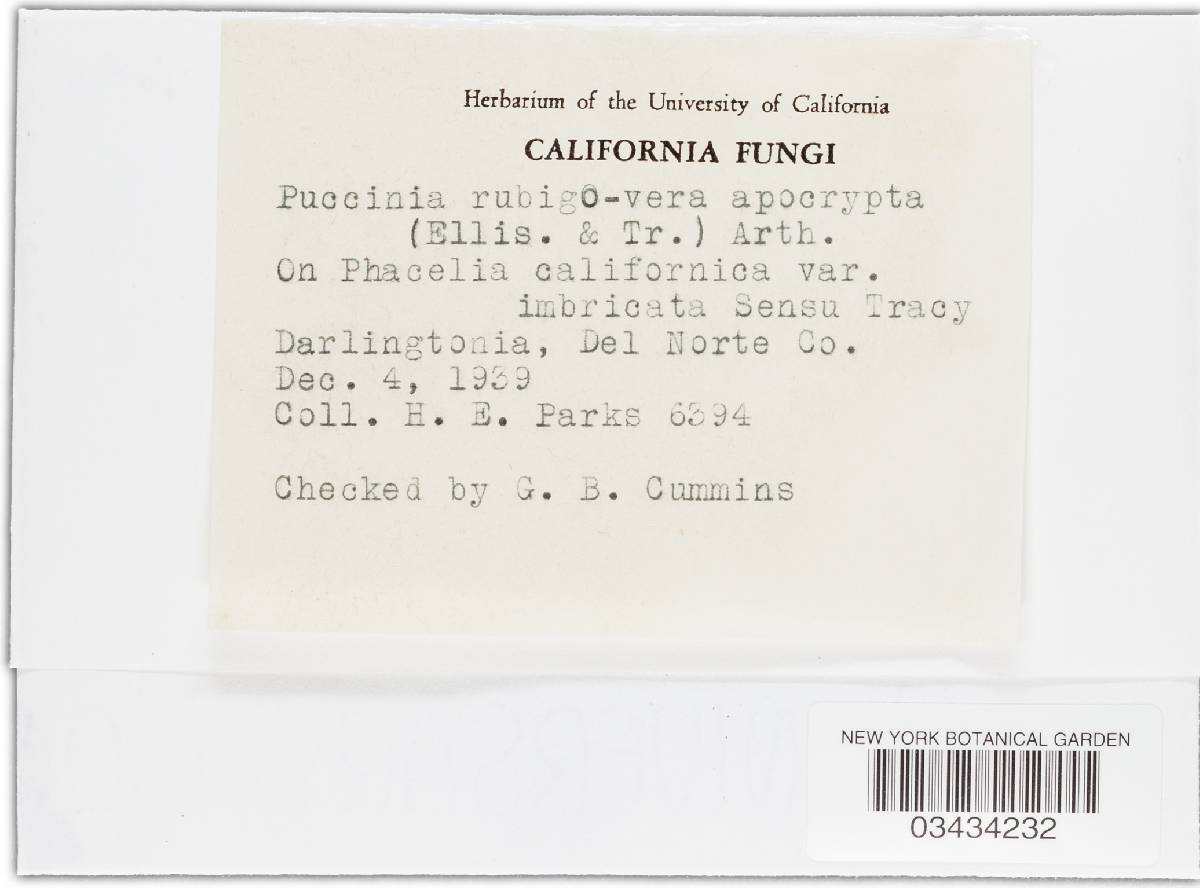 Herbarium of the University of California
CALIFORNIA FUNGI
Puccinia rubigO-vera apocrypta
(Ellis. & Tr.) Arth.
On Phacelia californica var.
imbricata Sensu Tracy
Darlingtonia, Del Norte Co.
Dec. 4, 1939
Coll. H. E. Parks 6394
Checked by G. B. Cummins
NEW YORK BOTANICAL GARDEN
03434232